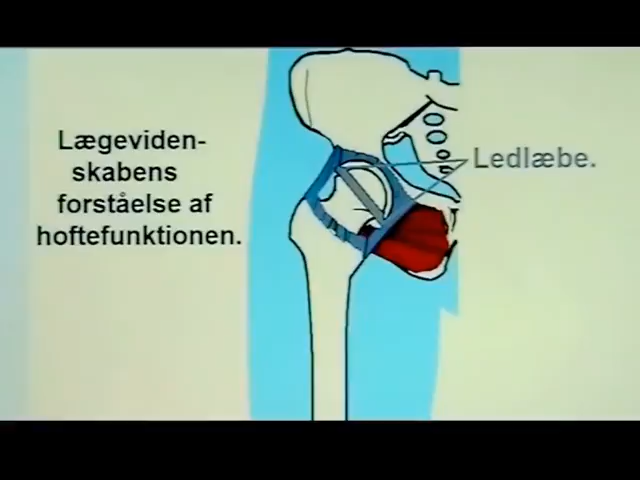 Lægeviden-
skabens
forståelse af
hoftefunktionen.
Ledlæbe.